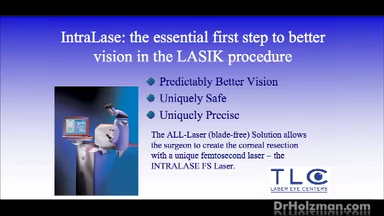 IntraLase: the essential first step to better
vision in the LASIK procedure
Predictably Better Vision
Uniquely Safe
Uniquely Precise
The ALL-Laser (blade-free) Solution allows
the surgeon to create the corneal resection
with a unique femtosecond laser – the
INTRALASE FS Laser.
TLC
LASER EYE CENTERS
DrHolzman.com